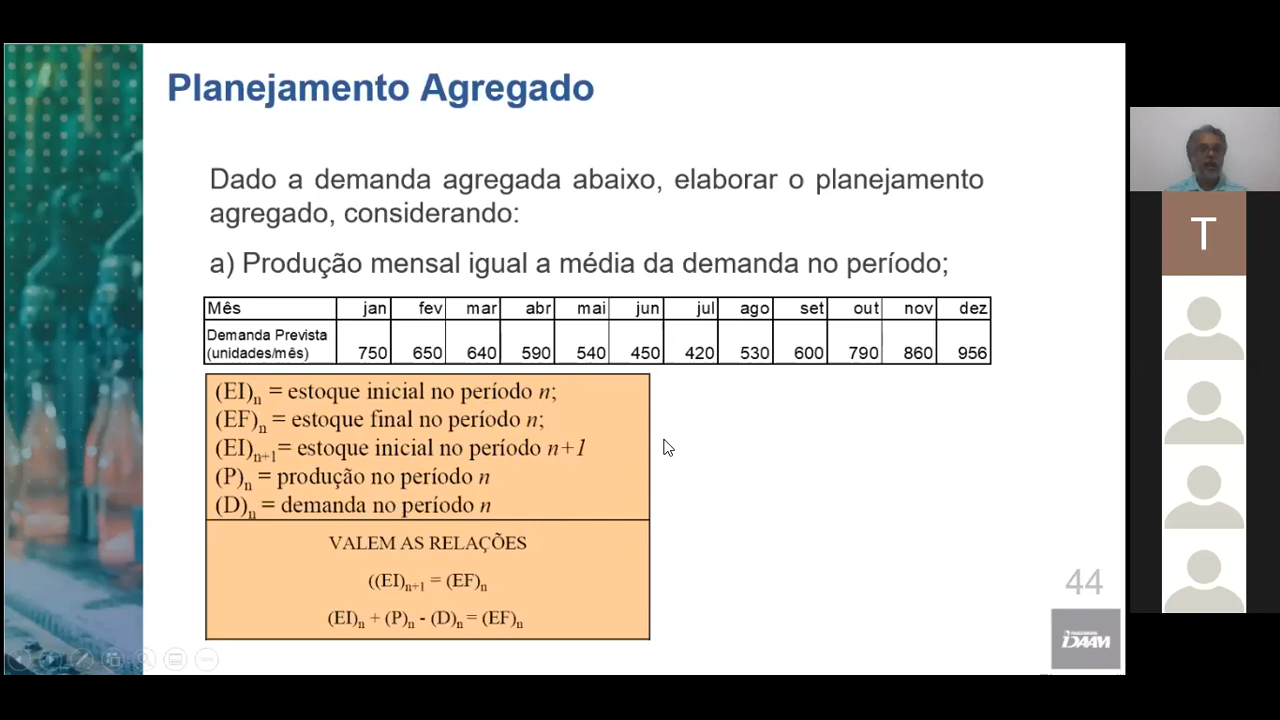 Planejamento Agregado
Dado a demanda agregada abaixo, elaborar o planejamento
agregado, considerando:
a) Produção mensal igual a média da demanda no período;
Mês jan fev mar abr mai jun jul ago set out nov dez
Demanda Prevista
(unidades/mês) 750 650 640 590 540 450 420 530 600 790 860 956
(EI)n = estoque inicial no período n;
(EF)n = estoque final no período n;
(EI)n+1= estoque inicial no período n+1
(P)n = produção no período n
(D)n = demanda no período n
VALEM AS RELAÇÕES
((EI)n+1 = (EF)n
(EI)n + (P)n - (D)n = (EF)n
44
IDAAM
T